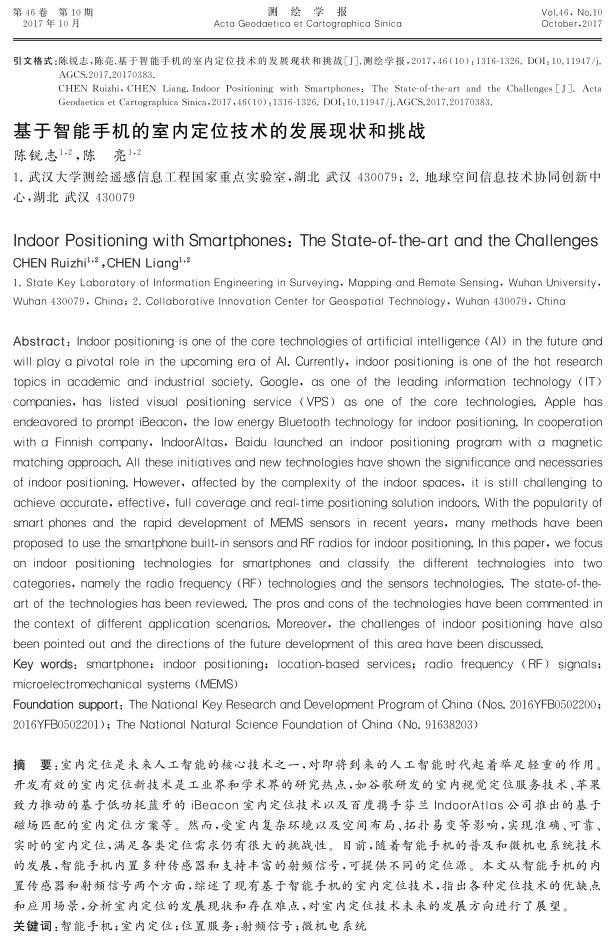 第 46 卷 第 10 期 测 绘 学 报 Vol.46，No.10
2017 年 10 月 Acta Geodaetica et Cartographica Sinica October，2017
引文格式：陈锐志，陈亮.基于智能手机的室内定位技术的发展现状和挑战[J].测绘学报，2017，46(10)：1316-1326. DOI：10.11947/j.
AGCS.2017.20170383.
CHEN Ruizhi，CHEN Liang. Indoor Positioning with Smartphones：The State-of-the-art and the Challenges[J]. Acta
Geodaetica et Cartographica Sinica，2017，46(10)：1316-1326. DOI：10.11947/j.AGCS.2017.20170383.
基于智能手机的室内定位技术的发展现状和挑战
陈锐志1,2，陈 亮1,2
1. 武汉大学测绘遥感信息工程国家重点实验室，湖北 武汉 430079；2. 地球空间信息技术协同创新中
心，湖北 武汉 430079
Indoor Positioning with Smartphones：The State-of-the-art and the Challenges
CHEN Ruizhi1,2，CHEN Liang1,2
1. State Key Laboratory of Information Engineering in Surveying，Mapping and Remote Sensing，Wuhan University，
Wuhan 430079，China；2. Collaborative Innovation Center for Geospatial Technology，Wuhan 430079，China
Abstract：Indoor positioning is one of the core technologies of artificial intelligence（AI）in the future and
will play a pivotal role in the upcoming era of AI. Currently，indoor positioning is one of the hot research
topics in academic and industrial society. Google，as one of the leading information technology（IT）
companies，has listed visual positioning service（VPS）as one of the core technologies. Apple has
endeavored to prompt iBeacon，the low energy Bluetooth technology for indoor positioning. In cooperation
with a Finnish company，IndoorAltas，Baidu launched an indoor positioning program with a magnetic
matching approach. All these initiatives and new technologies have shown the significance and necessaries
of indoor positioning. However，affected by the complexity of the indoor spaces，it is still challenging to
achieve accurate，effective，full coverage and real-time positioning solution indoors. With the popularity of
smart phones and the rapid development of MEMS sensors in recent years，many methods have been
proposed to use the smartphone built-in sensors and RF radios for indoor positioning. In this paper，we focus
on indoor positioning technologies for smartphones and classify the different technologies into two
categories，namely the radio frequency（RF）technologies and the sensors technologies. The state-of-the-
art of the technologies has been reviewed. The pros and cons of the technologies have been commented in
the context of different application scenarios. Moreover，the challenges of indoor positioning have also
been pointed out and the directions of the future development of this area have been discussed.
Key words：smartphone；indoor positioning；location-based services；radio frequency（RF）signals；
microelectromechanical systems（MEMS）
Foundation support：The National Key Research and Development Program of China（Nos. 2016YFB0502200；
2016YFB0502201）；The National Natural Science Foundation of China（No. 91638203）
摘 要：室内定位是未来人工智能的核心技术之一，对即将到来的人工智能时代起着举足轻重的作用。
开发有效的室内定位新技术是工业界和学术界的研究热点，如谷歌研发的室内视觉定位服务技术、苹果
致力推动的基于低功耗蓝牙的 iBeacon 室内定位技术以及百度携手芬兰 IndoorAtlas 公司推出的基于
磁场匹配的室内定位方案等。然而，受室内复杂环境以及空间布局、拓扑易变等影响，实现准确、可靠、
实时的室内定位，满足各类定位需求仍有很大的挑战性。目前，随着智能手机的普及和微机电系统技术
的发展，智能手机内置多种传感器和支持丰富的射频信号，可提供不同的定位源。本文从智能手机的内
置传感器和射频信号两个方面，综述了现有基于智能手机的室内定位技术，指出各种定位技术的优缺点
和应用场景，分析室内定位的发展现状和存在难点，对室内定位技术未来的发展方向进行了展望。
关键词：智能手机；室内定位；位置服务；射频信号；微机电系统